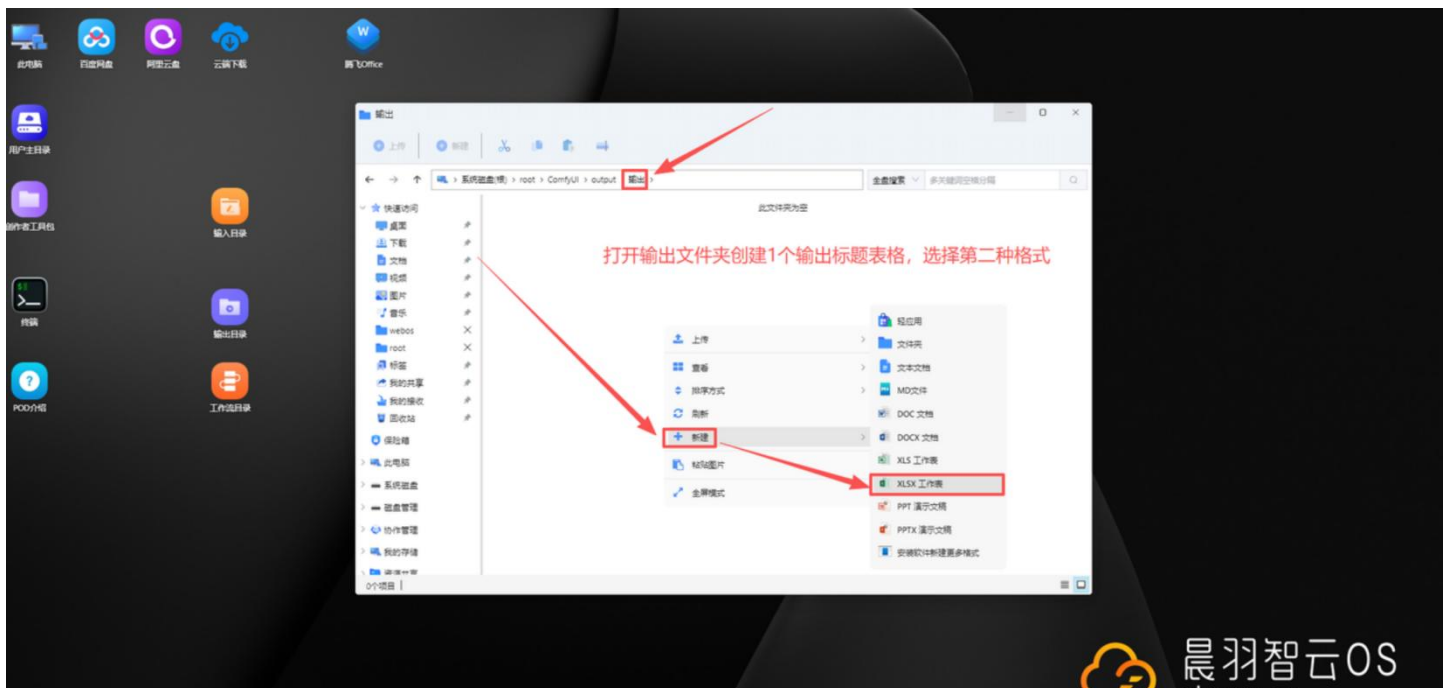 此电脑
百度网盘
阿里云盘
云端下载
W
腾飞Office
用户主目录
创作者工具包
输入目录
终端
输出目录
POD介绍
工作流目录
输出
上传
新建
系统磁盘(根) > root > ComfyUI > output
输出 >
全盘搜索
多关键词空格分隔
快速访问
桌面
下载
文档
视频
图片
音乐
webos
root
标签
我的共享
我的接收
回收站
保险箱
此电脑
系统磁盘
磁盘管理
协作管理
我的存储
0个项目
此文件夹为空
打开输出文件夹创建1个输出标题表格，选择第二种格式
上传
查看
排序方式
刷新
新建
粘贴图片
全屏模式
轻应用
文件夹
文本文档
MD文件
DOC 文档
DOCX 文档
XLS 工作表
XLSX 工作表
PPT 演示文稿
PPTX 演示文稿
安装软件新建更多格式
晨羽智云OS